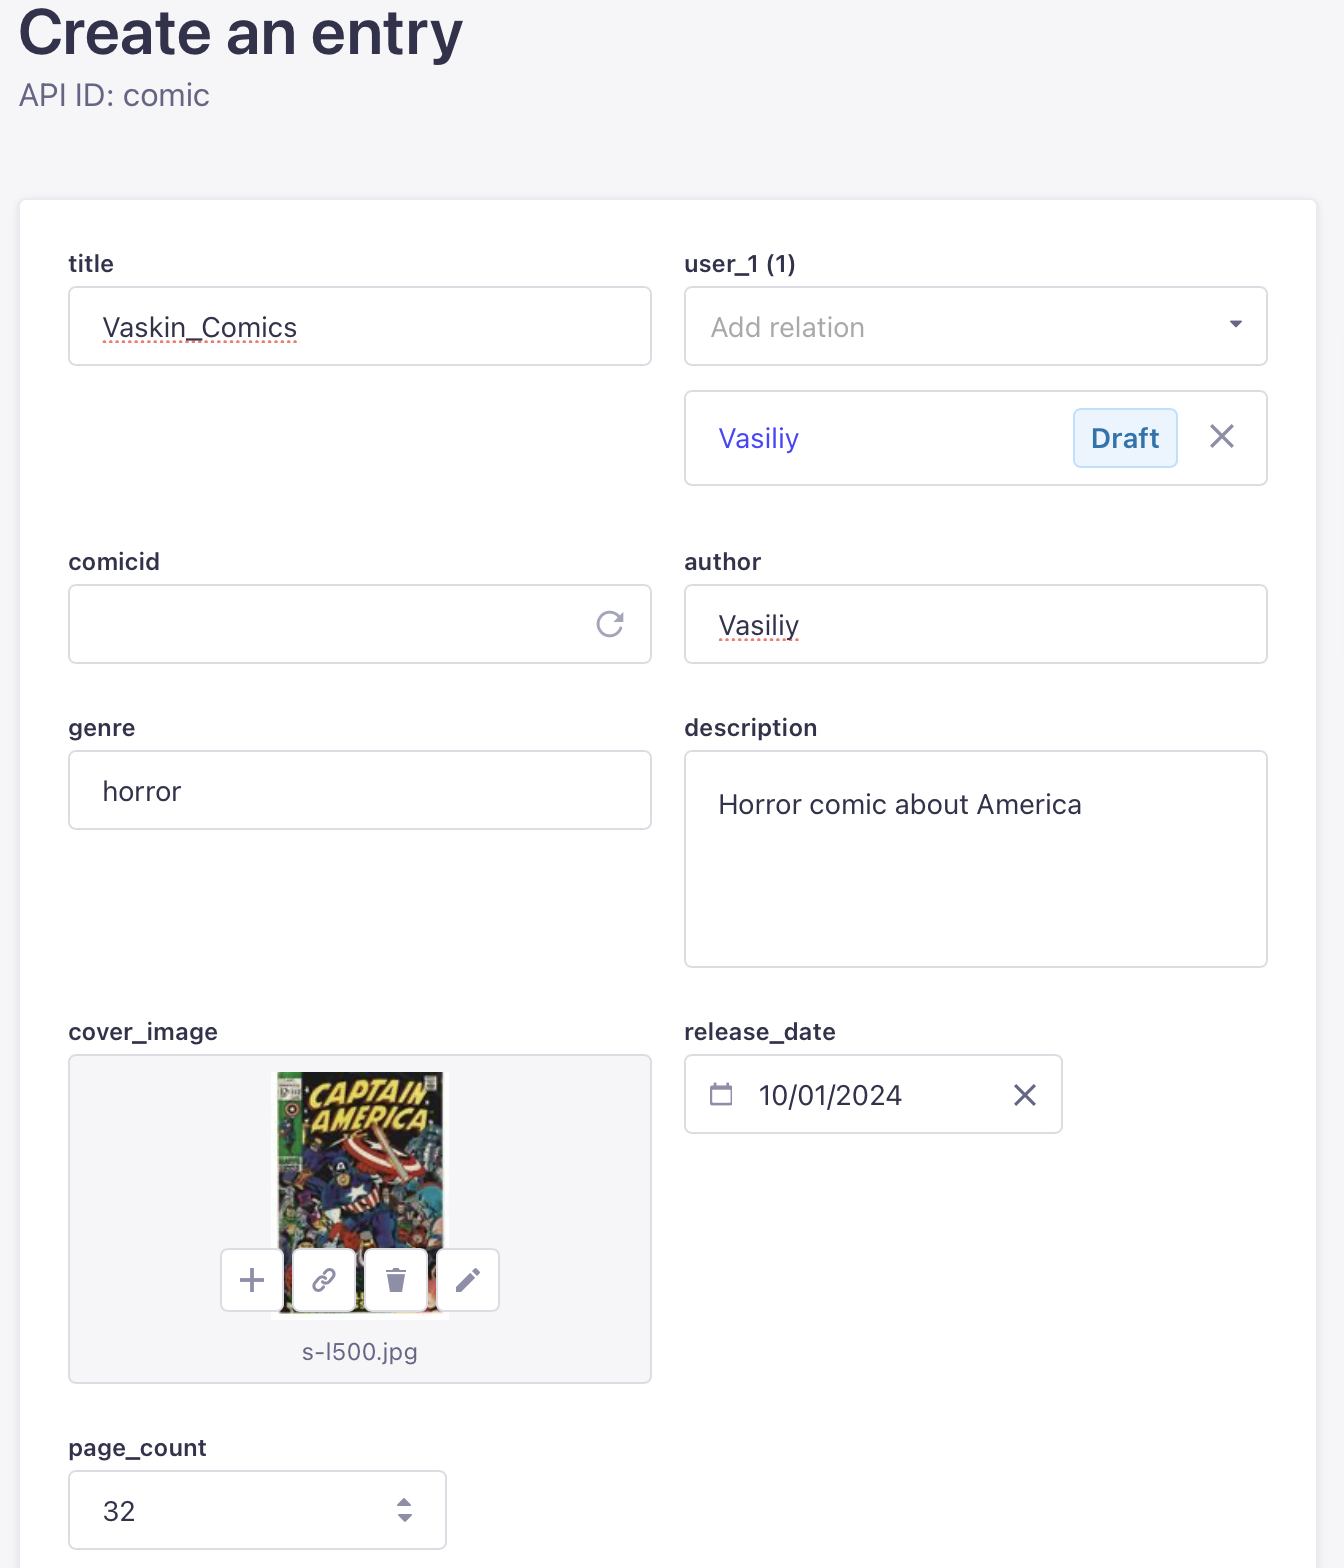 Create an entry
API ID: comic
title
Vaskin_Comics
user_1 (1)
Add relation
Vasiliy
Draft
comicid
author
Vasiliy
genre
horror
description
Horror comic about America
cover_image
CAPTAIN
AMERICA
s-l500.jpg
release_date
10/01/2024
page_count
32